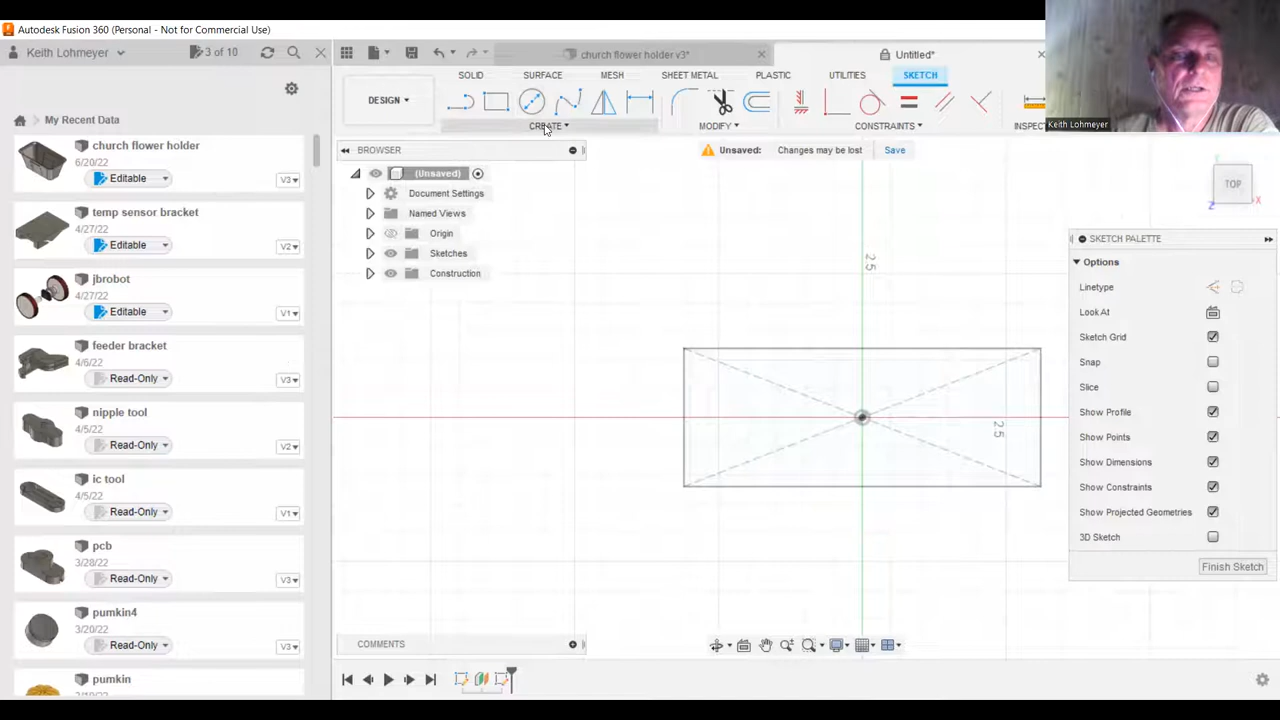 Autodesk Fusion 360 (Personal - Not for Commercial Use)
Keith Lohmeyer
3 of 10
church flower holder v3*
Untitled*
SOLID
SURFACE
MESH
SHEET METAL
PLASTIC
UTILITIES
SKETCH
DESIGN
CREATE
MODIFY
CONSTRAINTS
INSPECT
Keith Lohmeyer
My Recent Data
BROWSER
Unsaved:
Changes may be lost
Save
church flower holder
6/20/22
Editable
V3
temp sensor bracket
4/27/22
Editable
V2
jbrobot
4/27/22
Editable
V1
feeder bracket
4/6/22
Read-Only
V3
nipple tool
4/5/22
Read-Only
V2
ic tool
4/5/22
Read-Only
V1
pcb
3/28/22
Read-Only
V3
pumkin4
3/20/22
Read-Only
V3
pumkin
(Unsaved)
Document Settings
Named Views
Origin
Sketches
Construction
2.5
2.5
TOP
X
Z
Y
SKETCH PALETTE
Options
Linetype
Look At
Sketch Grid
Snap
Slice
Show Profile
Show Points
Show Dimensions
Show Constraints
Show Projected Geometries
3D Sketch
Finish Sketch
COMMENTS